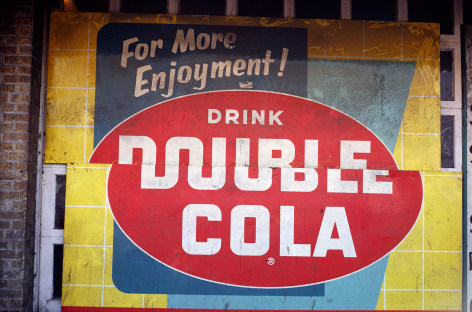 For More
Enjoyment!
DRINK
DOUBLE
COLA
®